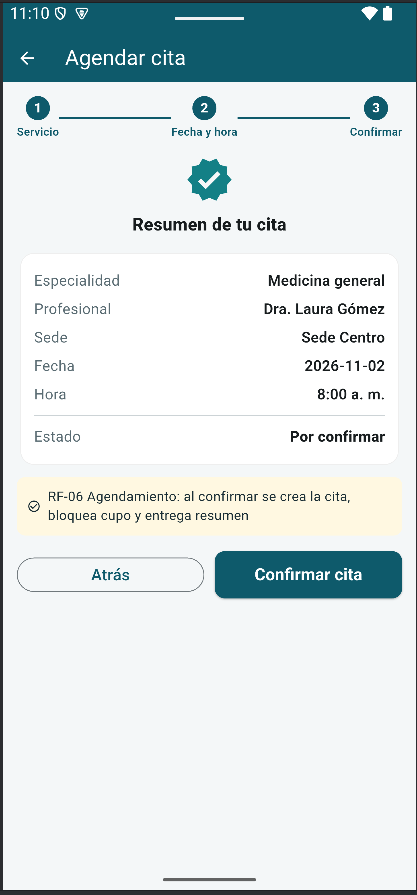 11:10
Agendar cita
1
2
3
Servicio
Fecha y hora
Confirmar
Resumen de tu cita
Especialidad Medicina general
Profesional Dra. Laura Gómez
Sede Sede Centro
Fecha 2026-11-02
Hora 8:00 a. m.
Estado Por confirmar
RF-06 Agendamiento: al confirmar se crea la cita,
bloquea cupo y entrega resumen
Atrás
Confirmar cita